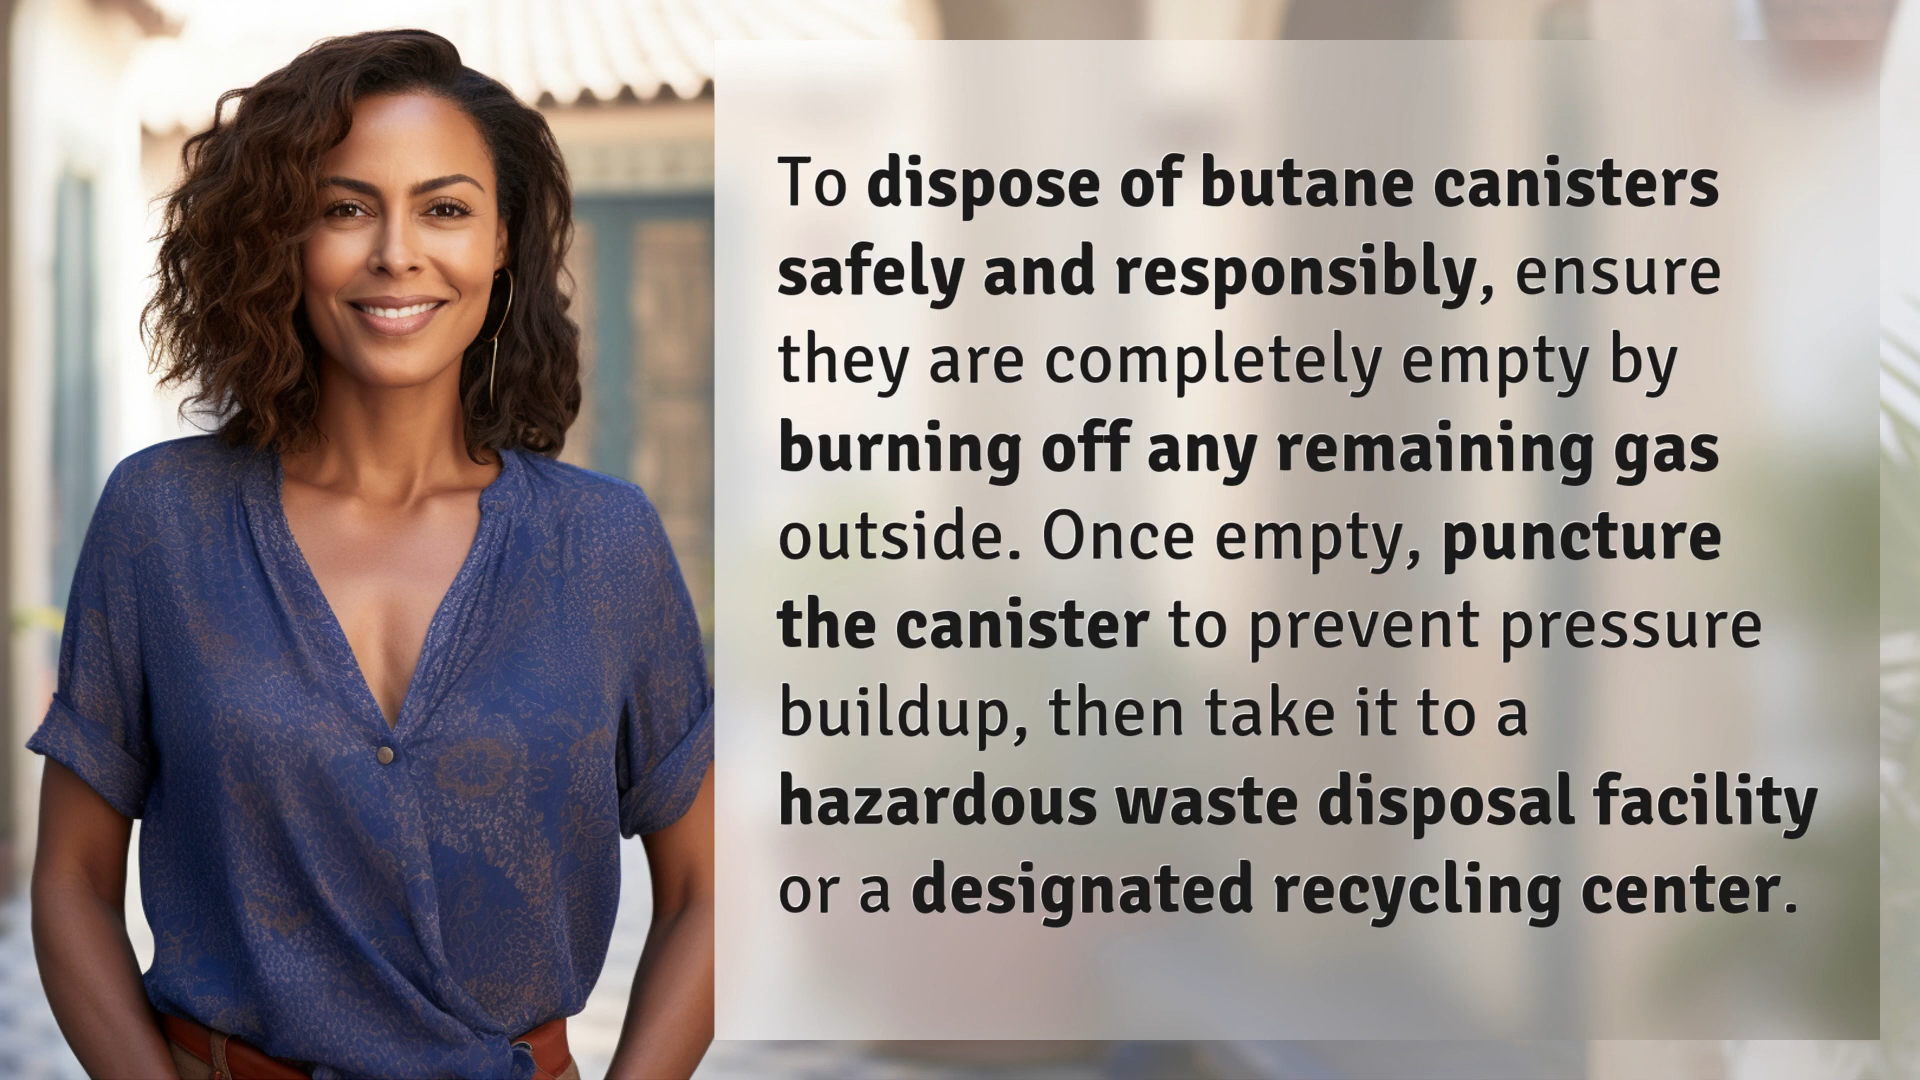 To dispose of butane canisters
safely and responsibly, ensure
they are completely empty by
burning off any remaining gas
outside. Once empty, puncture
the canister to prevent pressure
buildup, then take it to a
hazardous waste disposal facility
or a designated recycling center.